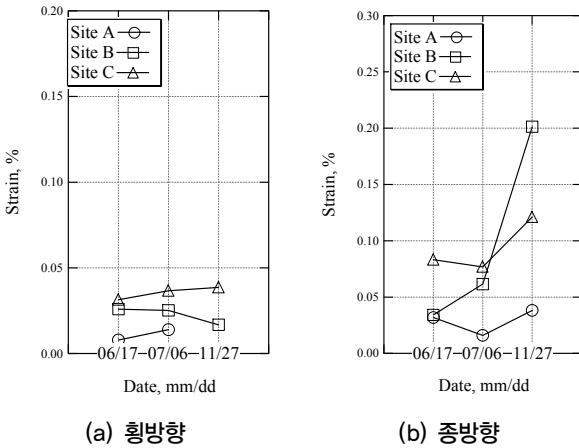 0.20
0.15
0.10
0.05
0.00
Strain, %
Site A
Site B
Site C
06/17 07/06 11/27
Date, mm/dd
(a) 횡방향
0.30
0.25
0.20
0.15
0.10
0.05
0.00
Strain, %
Site A
Site B
Site C
06/17 07/06 11/27
Date, mm/dd
(b) 종방향